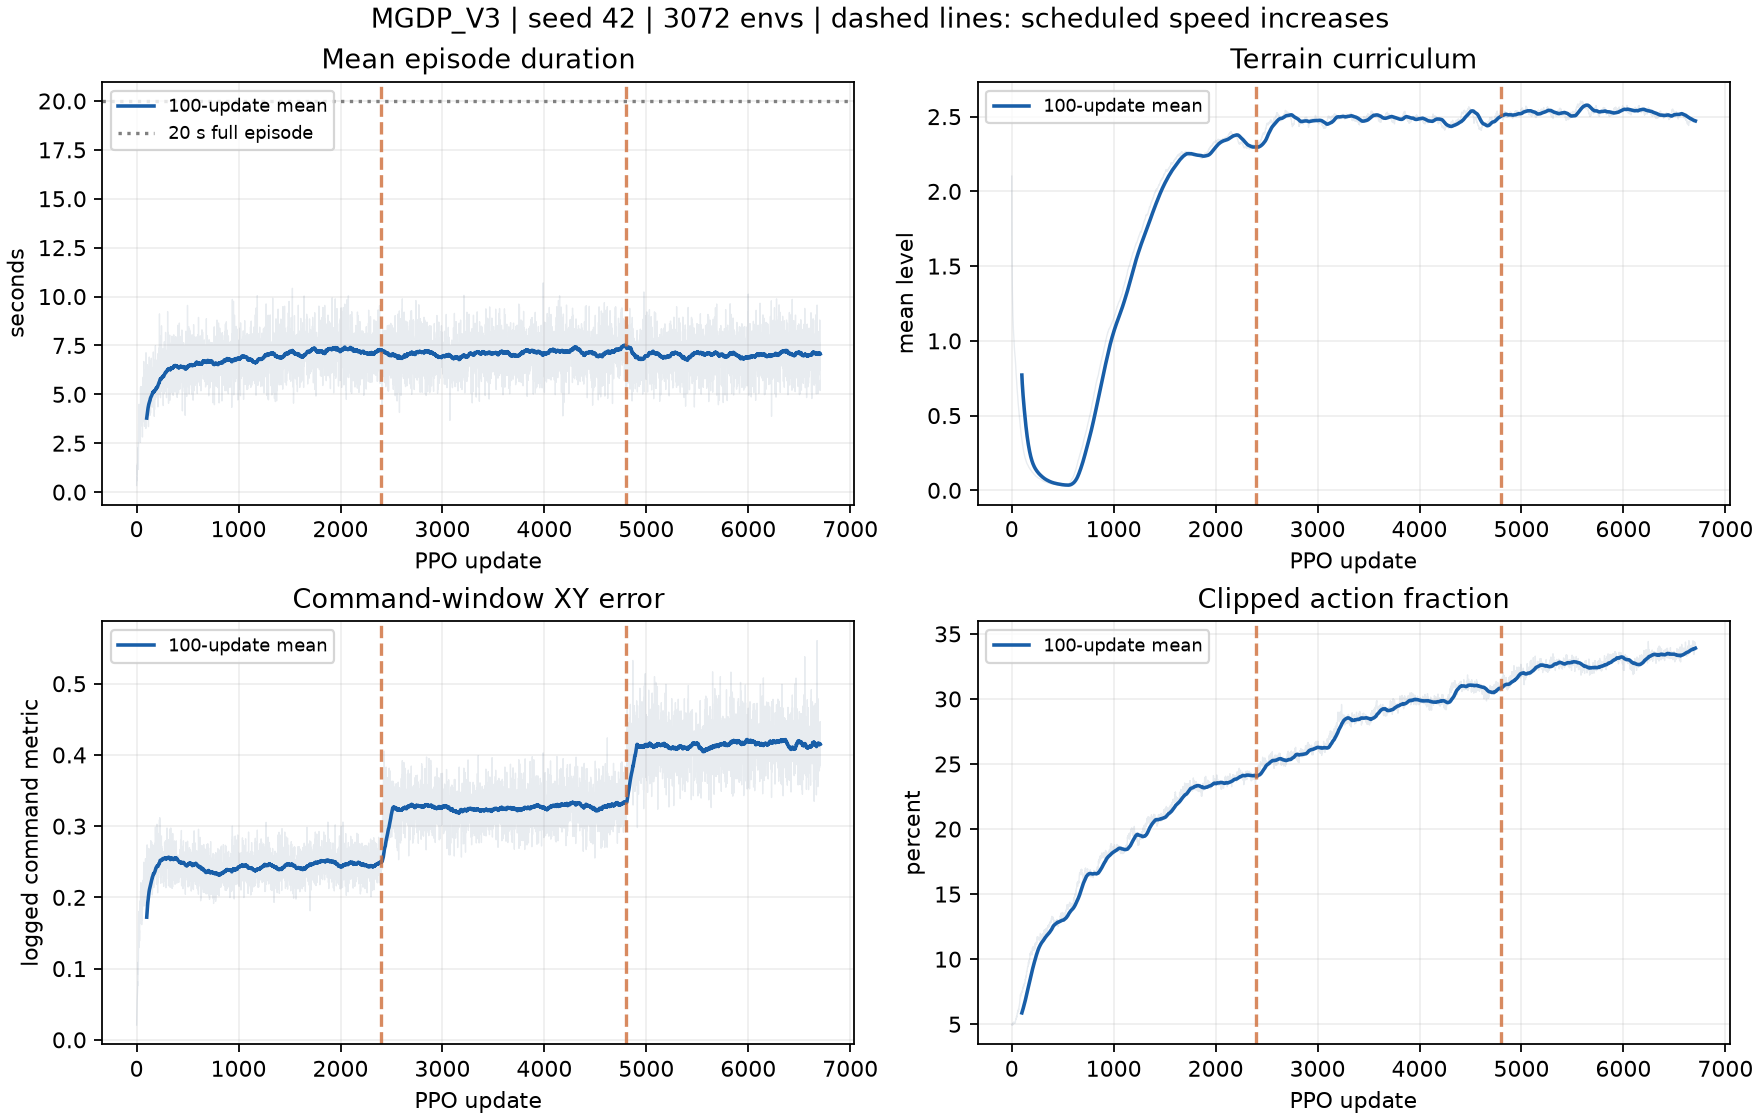 MGDP_V3 | seed 42 | 3072 envs | dashed lines: scheduled speed increases
Mean episode duration
100-update mean
20 s full episode
20.0
17.5
15.0
12.5
10.0
7.5
5.0
2.5
0.0
seconds
0 1000 2000 3000 4000 5000 6000 7000
PPO update
Terrain curriculum
100-update mean
2.5
2.0
1.5
1.0
0.5
0.0
mean level
0 1000 2000 3000 4000 5000 6000 7000
PPO update
Command-window XY error
100-update mean
0.5
0.4
0.3
0.2
0.1
0.0
logged command metric
0 1000 2000 3000 4000 5000 6000 7000
PPO update
Clipped action fraction
100-update mean
35
30
25
20
15
10
5
percent
0 1000 2000 3000 4000 5000 6000 7000
PPO update